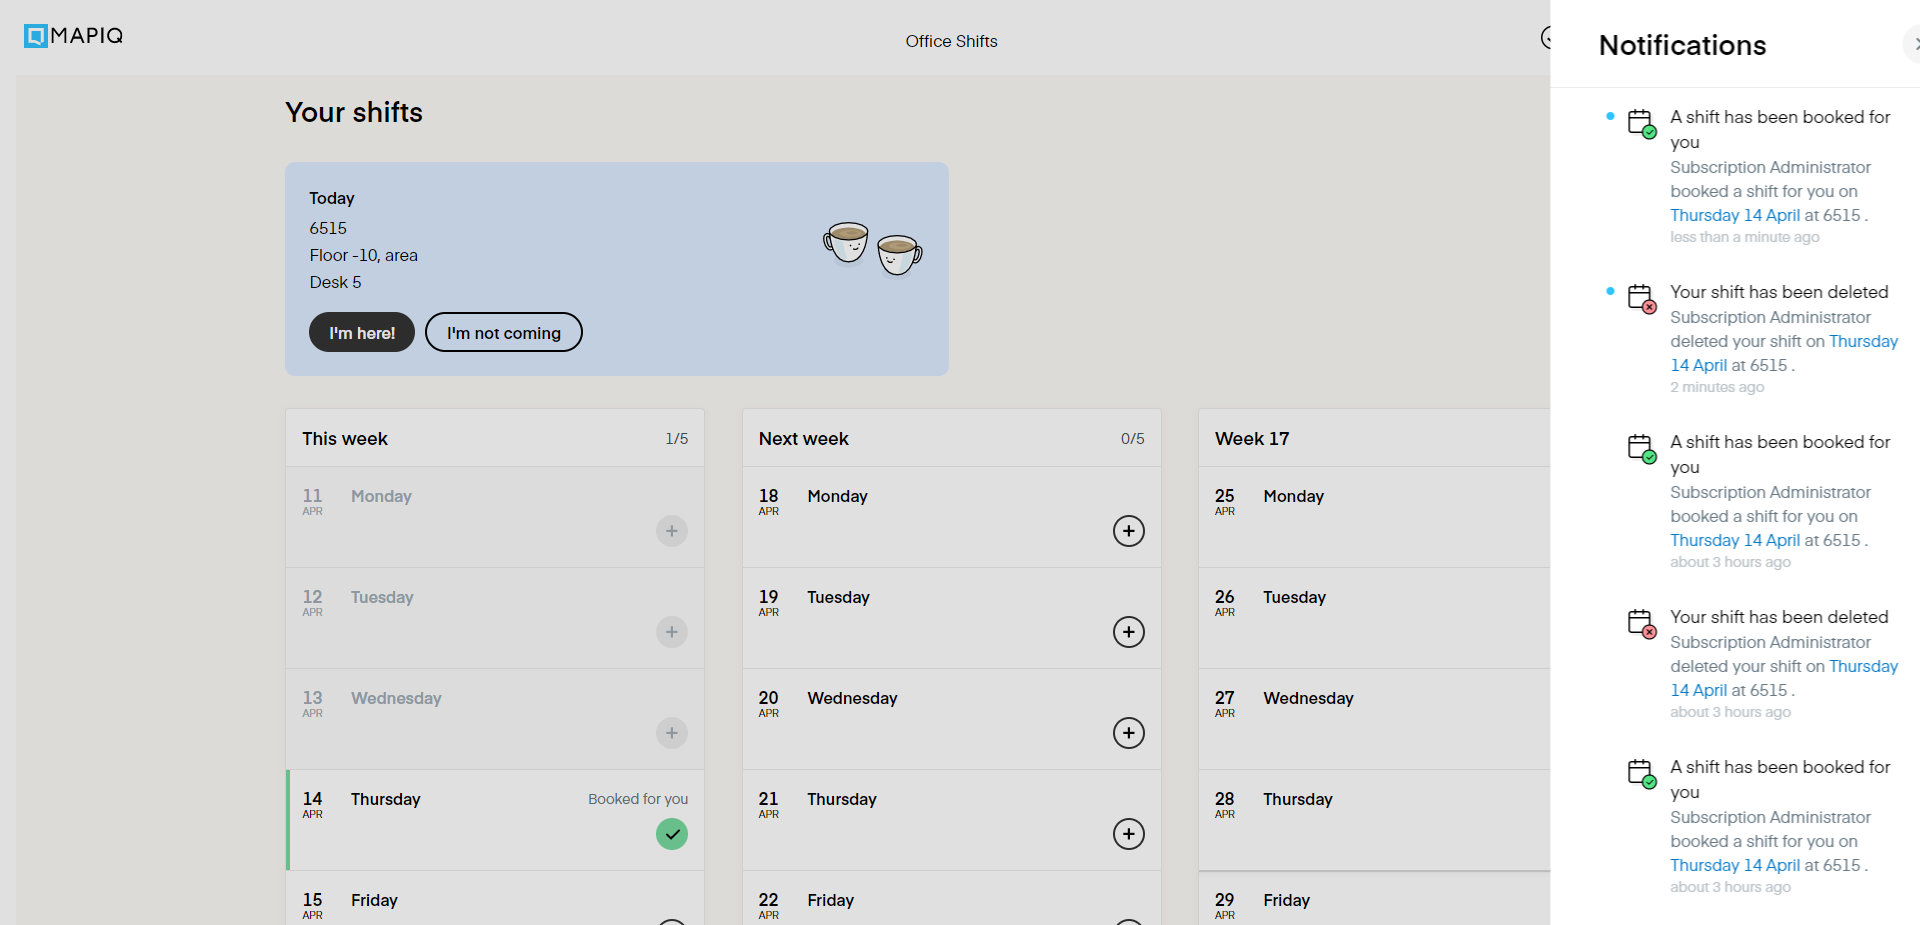 MAPIQ
Office Shifts
Your shifts
Today
6515
Floor -10, area
Desk 5
I'm here!
I'm not coming
This week
1/5
11
APR
Monday
12
APR
Tuesday
13
APR
Wednesday
14
APR
Thursday
Booked for you
15
APR
Friday
Next week
0/5
18
APR
Monday
19
APR
Tuesday
20
APR
Wednesday
21
APR
Thursday
22
APR
Friday
Week 17
25
APR
Monday
26
APR
Tuesday
27
APR
Wednesday
28
APR
Thursday
29
APR
Friday
Notifications
A shift has been booked for
you
Subscription Administrator
booked a shift for you on
Thursday 14 April at 6515 .
less than a minute ago
Your shift has been deleted
Subscription Administrator
deleted your shift on Thursday
14 April at 6515 .
2 minutes ago
A shift has been booked for
you
Subscription Administrator
booked a shift for you on
Thursday 14 April at 6515 .
about 3 hours ago
Your shift has been deleted
Subscription Administrator
deleted your shift on Thursday
14 April at 6515 .
about 3 hours ago
A shift has been booked for
you
Subscription Administrator
booked a shift for you on
Thursday 14 April at 6515 .
about 3 hours ago